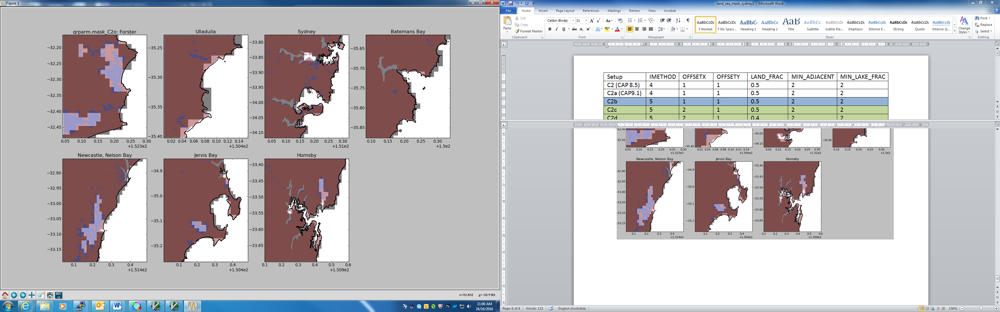 Figure 1
qrparm.mask_C2o: Forster
Ulladulla
Sydney
Batemans Bay
−32.20
−32.25
−32.30
−32.35
−32.40
−32.45
0.05 0.10 0.15 0.20 0.25 0.30
+1.523e2
−35.25
−35.30
−35.35
−35.40
0.02 0.04 0.06 0.08 0.10 0.12 0.14
+1.504e2
−33.80
−33.85
−33.90
−33.95
−34.00
−34.05
−34.10
0.05 0.10 0.15 0.20 0.25 0.30
+1.51e2
−35.65
−35.70
−35.75
−35.80
−35.85
0.10 0.15 0.20 0.25 0.30
+1.5e2
Newcastle, Nelson Bay
Jervis Bay
Hornsby
−32.90
−32.95
−33.00
−33.05
−33.10
−33.15
0.1 0.2 0.3 0.4
+1.514e2
−34.9
−35.0
−35.1
−35.2
0.1 0.2 0.3 0.4
+1.504e2
−33.40
−33.45
−33.50
−33.55
−33.60
−33.65
0.1 0.2 0.3 0.4 0.5 0.6
+1.509e2
x=151.842 y=-33.9785
11:00 AM
24/10/2016
land_sea_mask_sydney2 - Microsoft Word
File Home Insert Page Layout References Mailings Review View Acrobat
Paste
Cut
Copy
Format Painter
Clipboard
Calibri (Body) 11
Font
Paragraph
AaBbCcDc AaBbCcDc AaBbC AaBbCc AaB AaBbCc. AaBbCcDc AaBbCcDc AaBbCcDc AaBbCcDc AaBbCcDc AaBbCcDc
¶ Normal ¶ No Spaci... Heading 1 Heading 2 Title Subtitle Subtle Em... Emphasis Intense E... Strong Quote Intense Q...
Change Styles
Styles
Find
Replace
Select
Editing
Setup IMETHOD OFFSETX OFFSETY LAND_FRAC MIN_ADJACENT MIN_LAKE_FRAC
C2 (CAP 8.5) 4 1 1 0.5 2 2
C2a (CAP9.1) 4 1 1 0.5 2 2
C2b 5 1 1 0.5 2 2
C2c 5 2 1 0.5 2 2
C2d 5 2 1 0.4 2 2
−32.45
0.05 0.10 0.15 0.20 0.25 0.30
+1.523e2
−35.40
0.02 0.04 0.06 0.08 0.10 0.12 0.14
+1.504e2
−34.05
−34.10
0.05 0.10 0.15 0.20 0.25 0.30
+1.51e2
−35.85
0.10 0.15 0.20 0.25 0.30
+1.5e2
Newcastle, Nelson Bay
Jervis Bay
Hornsby
−32.90
−32.95
−33.00
−33.05
−33.10
−33.15
0.1 0.2 0.3 0.4
+1.514e2
−34.9
−35.0
−35.1
−35.2
0.1 0.2 0.3 0.4
+1.504e2
−33.40
−33.45
−33.50
−33.55
−33.60
−33.65
0.1 0.2 0.3 0.4 0.5 0.6
+1.509e2
Page: 8 of 8 Words: 122 English (Australia)
150%